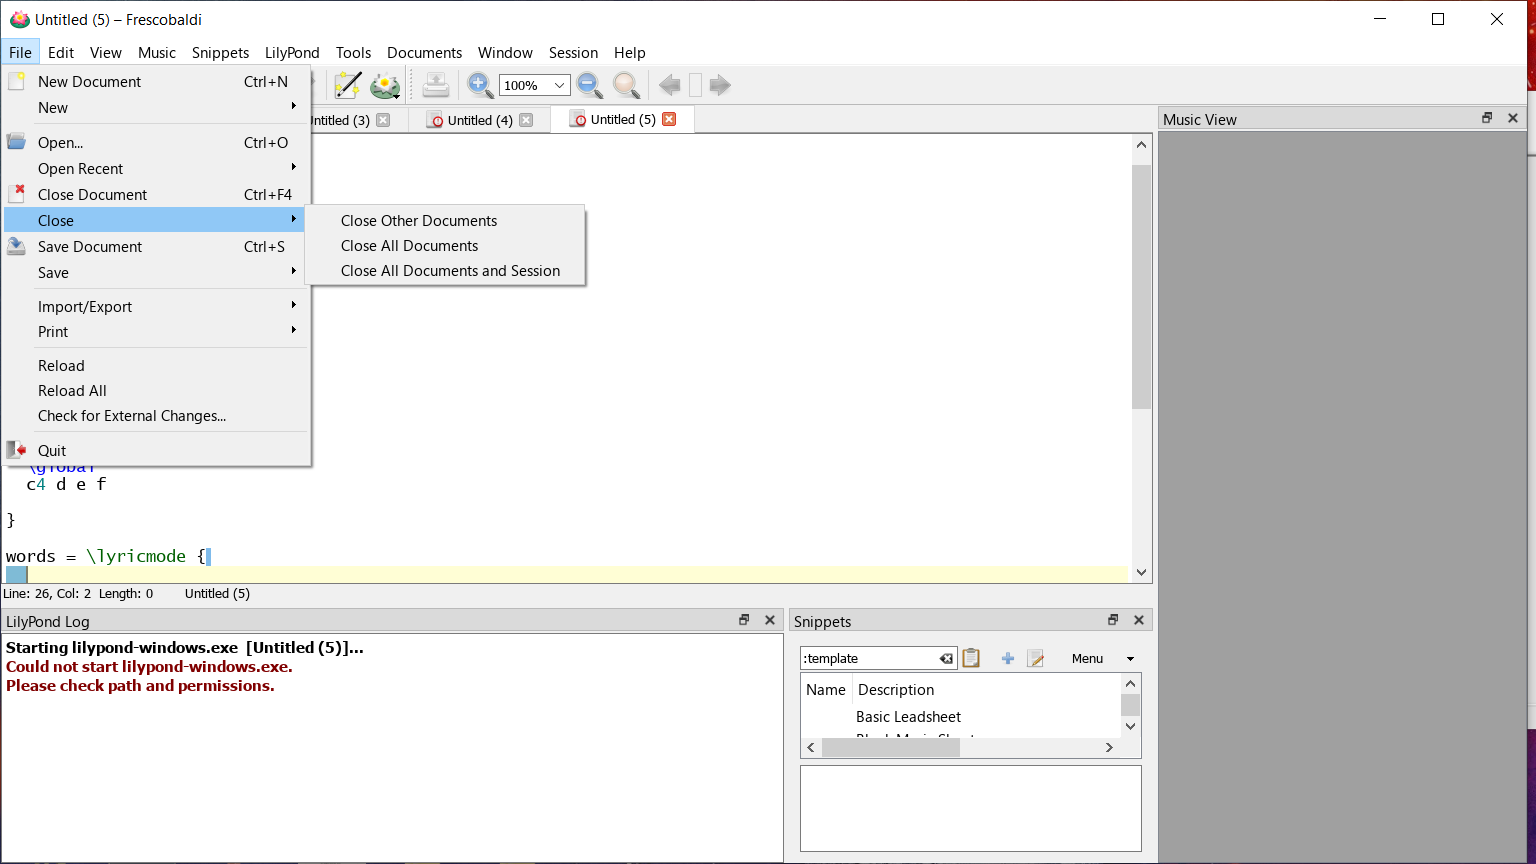 Untitled (5) – Frescobaldi
File Edit View Music Snippets LilyPond Tools Documents Window Session Help
New Document Ctrl+N
New
Open... Ctrl+O
Open Recent
Close Document Ctrl+F4
Close
Save Document Ctrl+S
Save
Import/Export
Print
Reload
Reload All
Check for External Changes...
Quit
Close Other Documents
Close All Documents
Close All Documents and Session
100%
(3)
Untitled (4)
Untitled (5)
Music View
\global
c4 d e f
}
words = \lyricmode {
Line: 26, Col: 2 Length: 0 Untitled (5)
LilyPond Log
Starting lilypond-windows.exe [Untitled (5)]...
Could not start lilypond-windows.exe.
Please check path and permissions.
Snippets
:template
Menu
Name Description
Basic Leadsheet